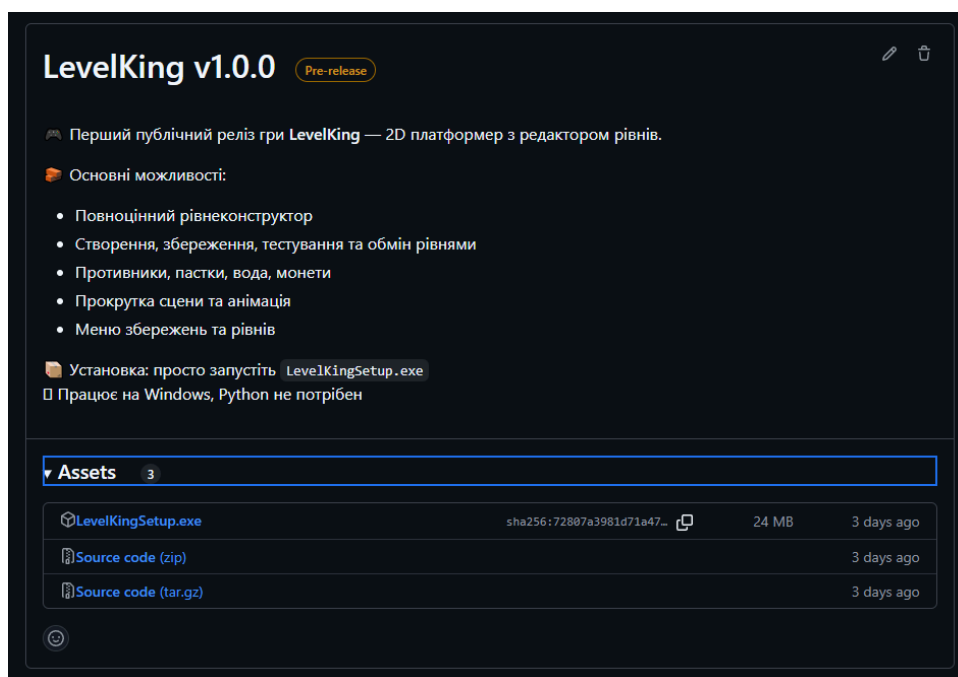 LevelKing v1.0.0 Pre-release
🎮 Перший публічний реліз гри LevelKing — 2D платформер з редактором рівнів.
🧱 Основні можливості:
• Повноцінний рівнеконструктор
• Створення, збереження, тестування та обмін рівнями
• Противники, пастки, вода, монети
• Прокрутка сцени та анімація
• Меню збережень та рівнів
📦 Установка: просто запустіть LevelKingSetup.exe
Працює на Windows, Python не потрібен
Assets 3
LevelKingSetup.exe sha256:72807a3981d71a47… 24 MB 3 days ago
Source code (zip) 3 days ago
Source code (tar.gz) 3 days ago